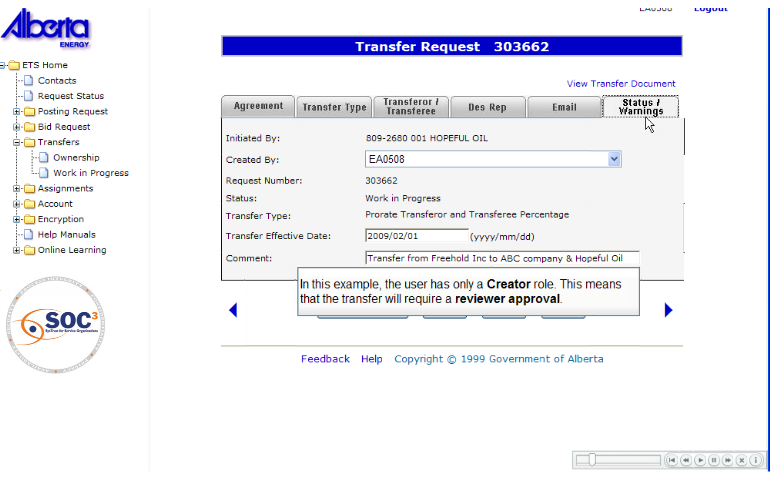 EA0508 Logout
Alberta
ENERGY
Transfer Request 303662
ETS Home
Contacts
Request Status
Posting Request
Bid Request
Transfers
Ownership
Work in Progress
Assignments
Account
Encryption
Help Manuals
Online Learning
View Transfer Document
Agreement
Transfer Type
Transferor /
Transferee
Des Rep
Email
Status /
Warnings
Initiated By: 809-2680 001 HOPEFUL OIL
Created By: EA0508
Request Number: 303662
Status: Work in Progress
Transfer Type: Prorate Transferor and Transferee Percentage
Transfer Effective Date: 2009/02/01 (yyyy/mm/dd)
Comment: Transfer from Freehold Inc to ABC company & Hopeful Oil
In this example, the user has only a Creator role. This means
that the transfer will require a reviewer approval.
SOC3
Feedback Help Copyright © 1999 Government of Alberta